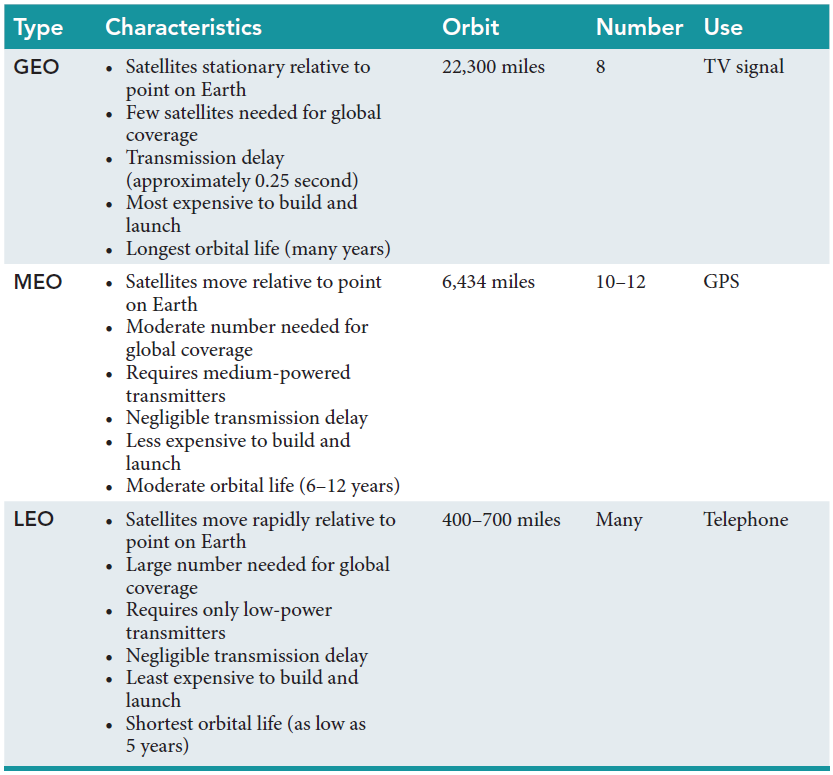 Type Characteristics Orbit Number Use
GEO • Satellites stationary relative to 22,300 miles 8 TV signal
point on Earth
• Few satellites needed for global
coverage
• Transmission delay
(approximately 0.25 second)
• Most expensive to build and
launch
• Longest orbital life (many years)
MEO • Satellites move relative to point 6,434 miles 10–12 GPS
on Earth
• Moderate number needed for
global coverage
• Requires medium-powered
transmitters
• Negligible transmission delay
• Less expensive to build and
launch
• Moderate orbital life (6–12 years)
LEO • Satellites move rapidly relative to 400–700 miles Many Telephone
point on Earth
• Large number needed for global
coverage
• Requires only low-power
transmitters
• Negligible transmission delay
• Least expensive to build and
launch
• Shortest orbital life (as low as
5 years)